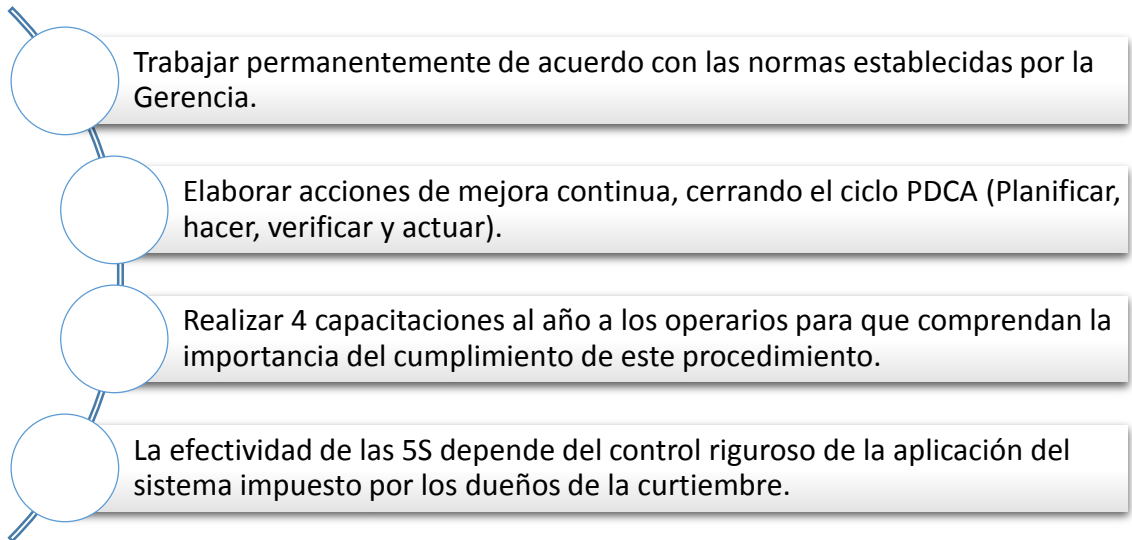 Trabajar permanentemente de acuerdo con las normas establecidas por la
Gerencia.
Elaborar acciones de mejora continua, cerrando el ciclo PDCA (Planificar,
hacer, verificar y actuar).
Realizar 4 capacitaciones al año a los operarios para que comprendan la
importancia del cumplimiento de este procedimiento.
La efectividad de las 5S depende del control riguroso de la aplicación del
sistema impuesto por los dueños de la curtiembre.